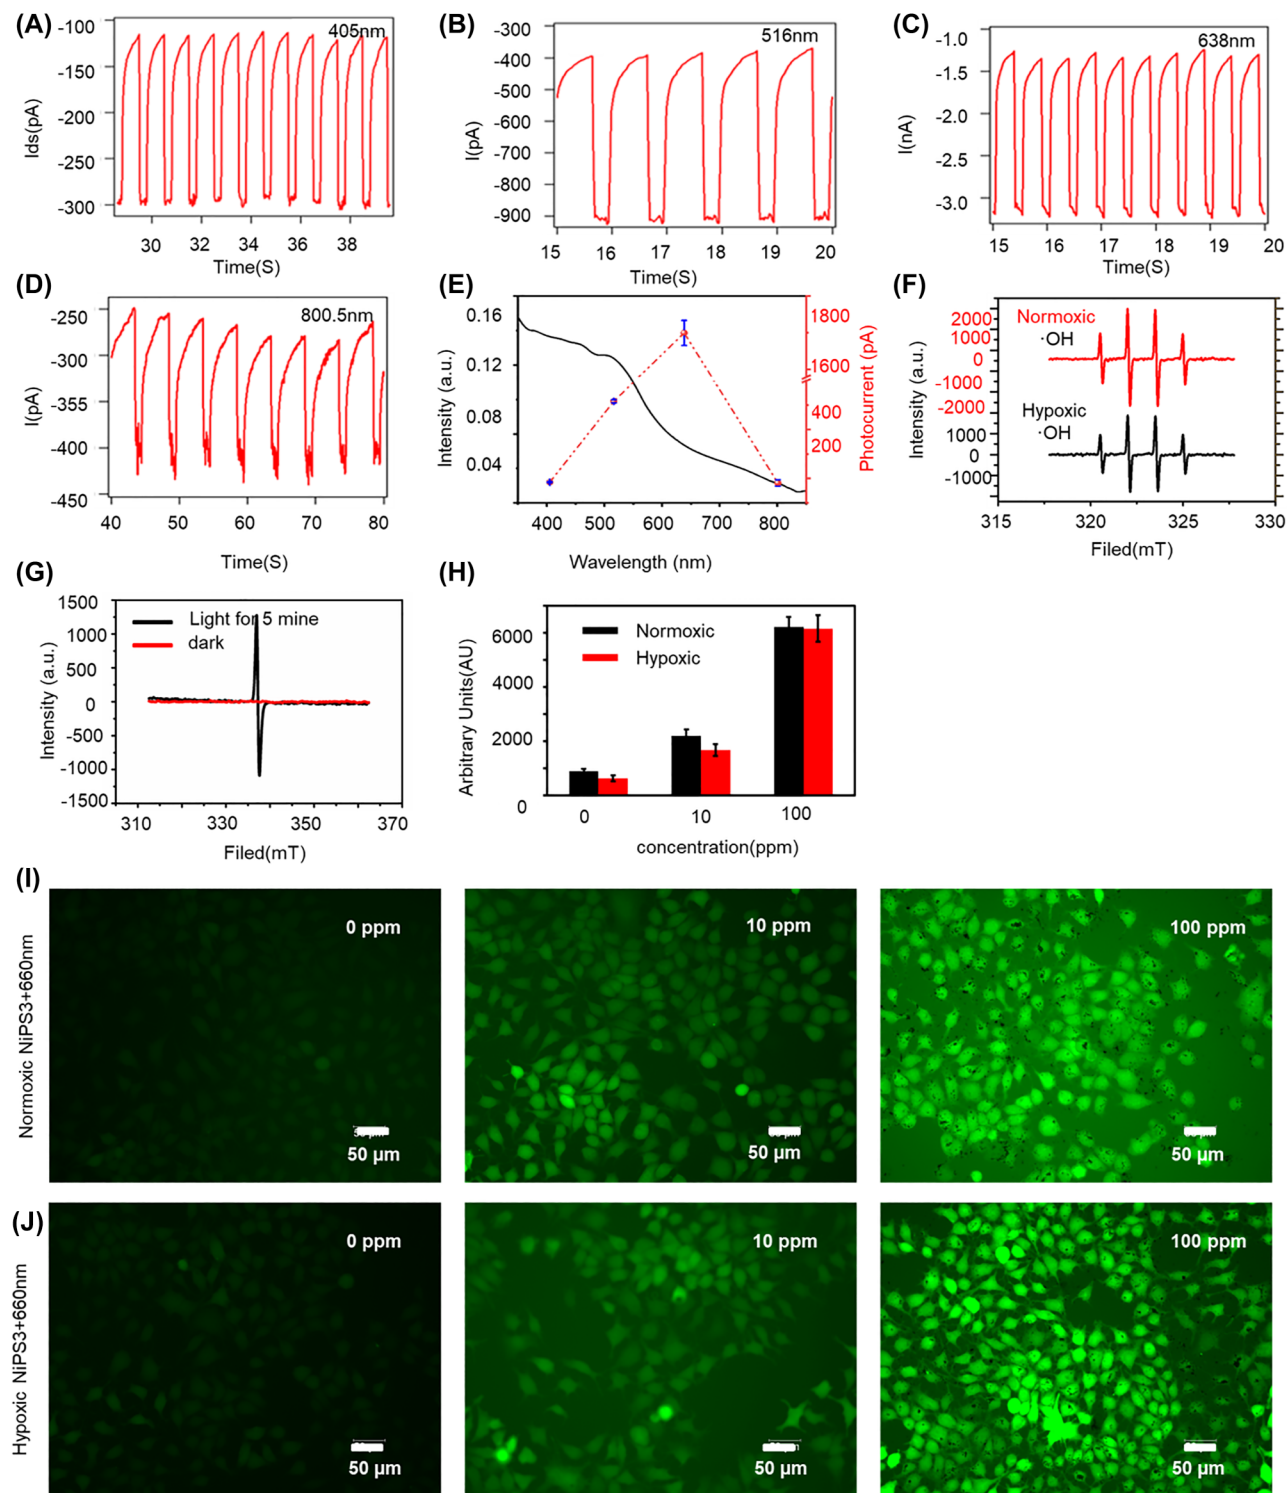 (A)
405nm
-100
-150
-200
-250
-300
Ids(pA)
30 32 34 36 38
Time(S)
(B)
516nm
-300
-400
-500
-600
-700
-800
-900
I(pA)
15 16 17 18 19 20
Time(S)
(C)
638nm
-1.0
-1.5
-2.0
-2.5
-3.0
I(nA)
15 16 17 18 19 20
Time(S)
(D)
800.5nm
-250
-300
-355
-400
-450
I(pA)
40 50 60 70 80
Time(S)
(E)
0.16
0.12
0.08
0.04
Intensity (a.u.)
1800
1600
400
200
Photocurrent (pA)
400 500 600 700 800
Wavelength (nm)
(F)
Normoxic
·OH
Hypoxic
·OH
2000
1000
0
-1000
-2000
1000
0
-1000
Intensity (a.u.)
315 320 325 330
Filed(mT)
(G)
Light for 5 mine
dark
1500
1000
500
0
-500
-1000
-1500
Intensity (a.u.)
310 330 350 370
Filed(mT)
(H)
Normoxic
Hypoxic
6000
4000
2000
0
Arbitrary Units(AU)
0 10 100
concentration(ppm)
(I)
Normoxic NiPS3+660nm
0 ppm
50 μm
10 ppm
50 μm
100 ppm
50 μm
(J)
Hypoxic NiPS3+660nm
0 ppm
50 μm
10 ppm
50 μm
100 ppm
50 μm